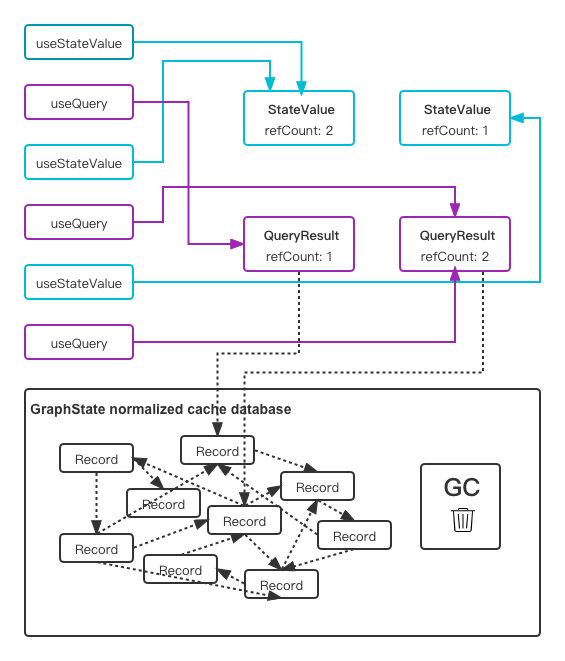 useStateValue
useQuery
useStateValue
useQuery
useStateValue
useQuery
StateValue
refCount: 2
StateValue
refCount: 1
QueryResult
refCount: 1
QueryResult
refCount: 2
GraphState normalized cache database
Record
Record
Record
Record
Record
Record
Record
Record
Record
GC